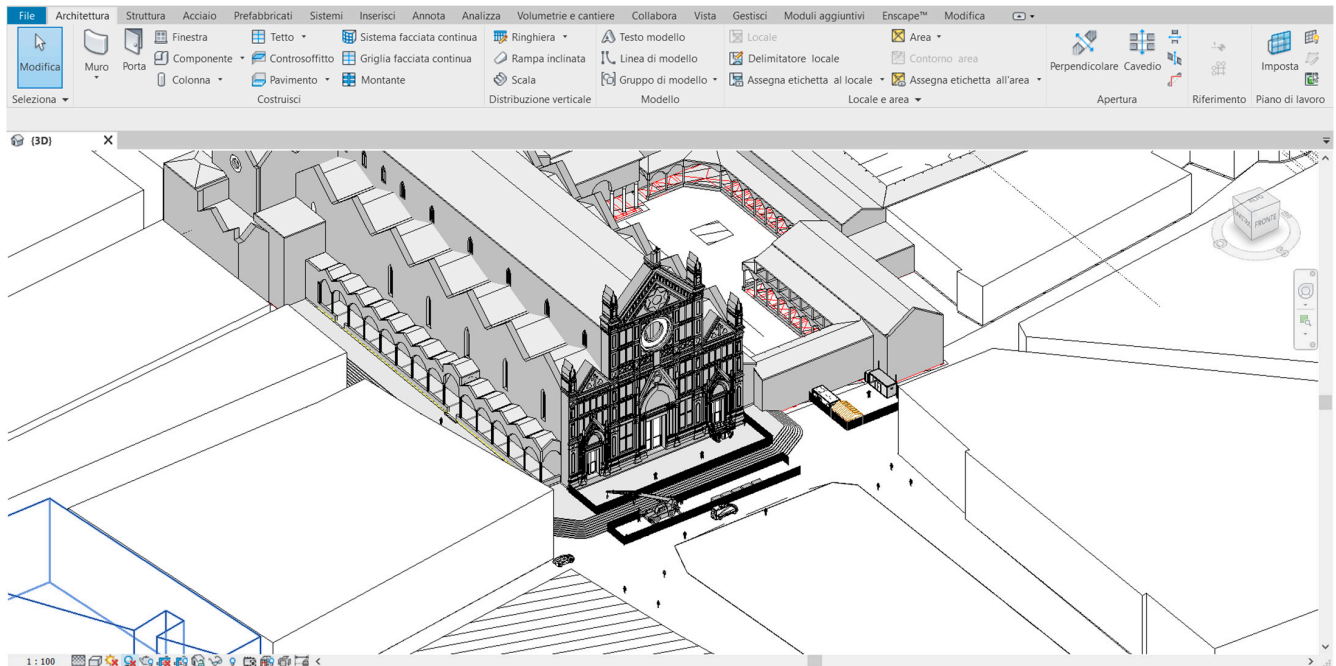 File Architettura Struttura Acciaio Prefabbricati Sistemi Inserisci Annota Analizza Volumetrie e cantiere Collabora Vista Gestisci Moduli aggiuntivi Enscape™ Modifica
Modifica
Seleziona
Muro
Porta
Finestra
Componente
Colonna
Tetto
Controsoffitto
Pavimento
Sistema facciata continua
Griglia facciata continua
Montante
Costruisci
Ringhiera
Rampa inclinata
Scala
Distribuzione verticale
Testo modello
Linea di modello
Gruppo di modello
Modello
Locale
Delimitatore locale
Assegna etichetta al locale
Area
Contorno area
Assegna etichetta all'area
Locale e area
Perpendicolare
Cavedio
Apertura
Riferimento
Imposta
Piano di lavoro
{3D}
FRONTE
1 : 100